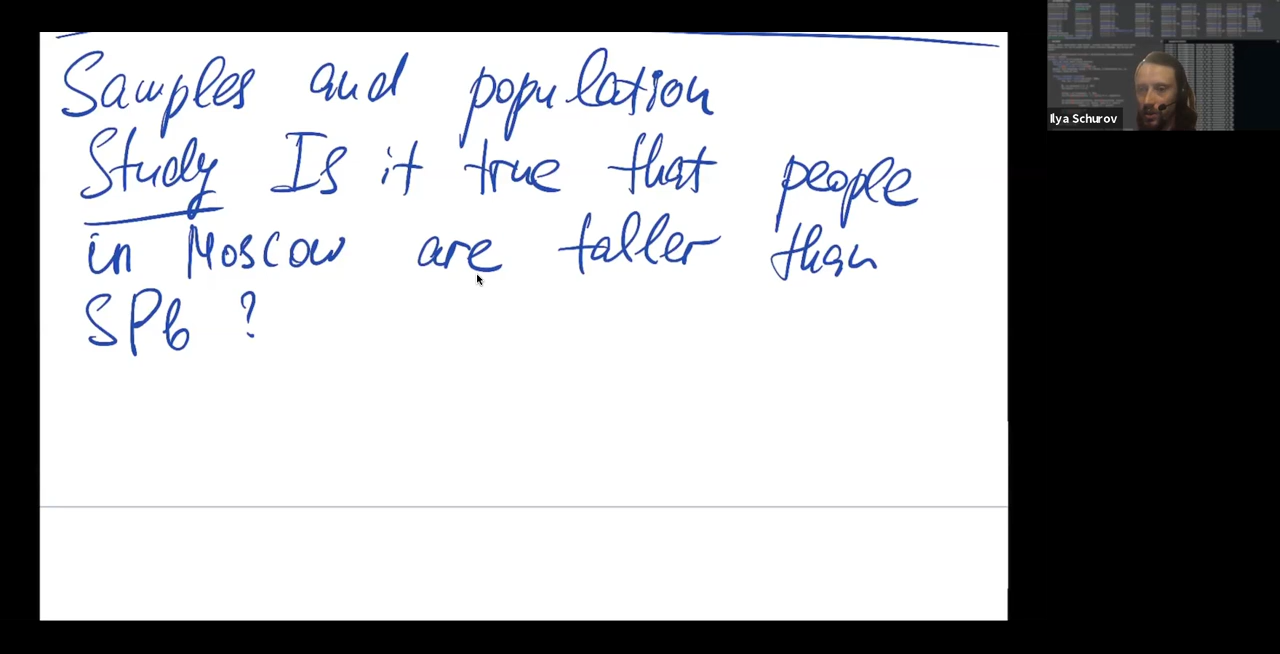 Samples and population
Study Is it true that people
in Moscow are taller than
SPb ?
Ilya Schurov